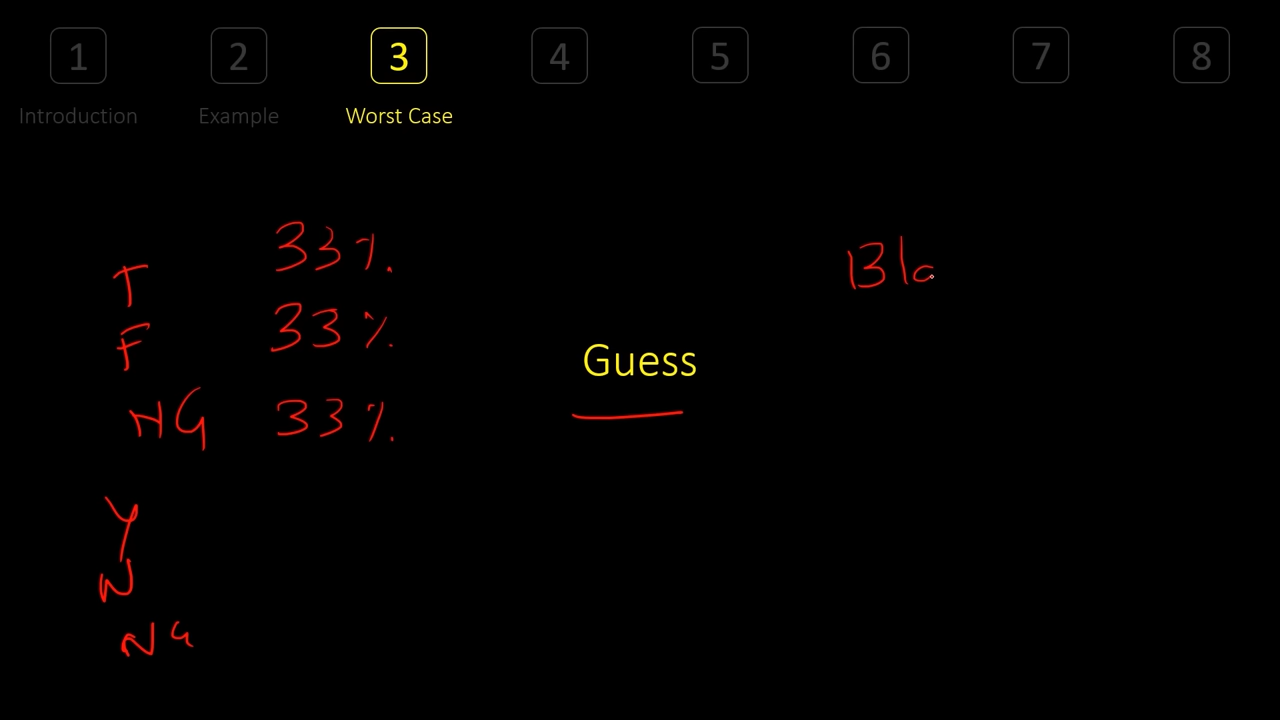 1 2 3 4 5 6 7 8
Introduction Example Worst Case
T 33%.
F 33%.
NG 33%.
Guess
Y
N
NG